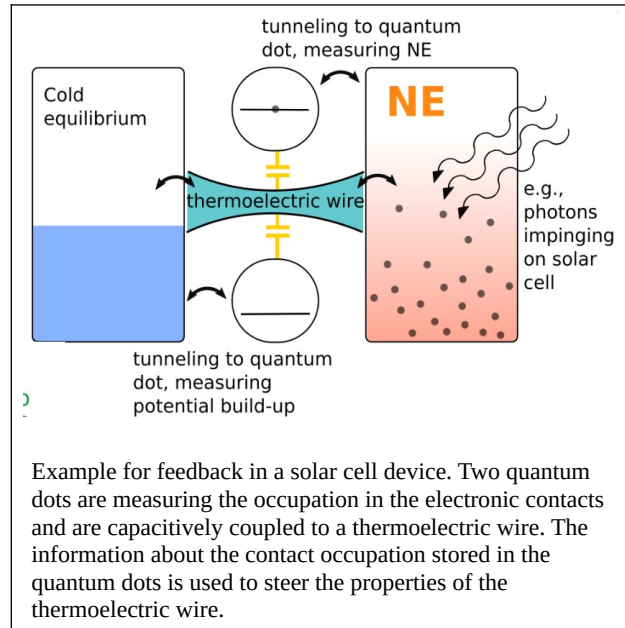 tunneling to quantum
dot, measuring NE
Cold
equilibrium
NE
thermoelectric wire
e.g.,
photons
impinging
on solar
cell
tunneling to quantum
dot, measuring
potential build-up
Example for feedback in a solar cell device. Two quantum
dots are measuring the occupation in the electronic contacts
and are capacitively coupled to a thermoelectric wire. The
information about the contact occupation stored in the
quantum dots is used to steer the properties of the
thermoelectric wire.